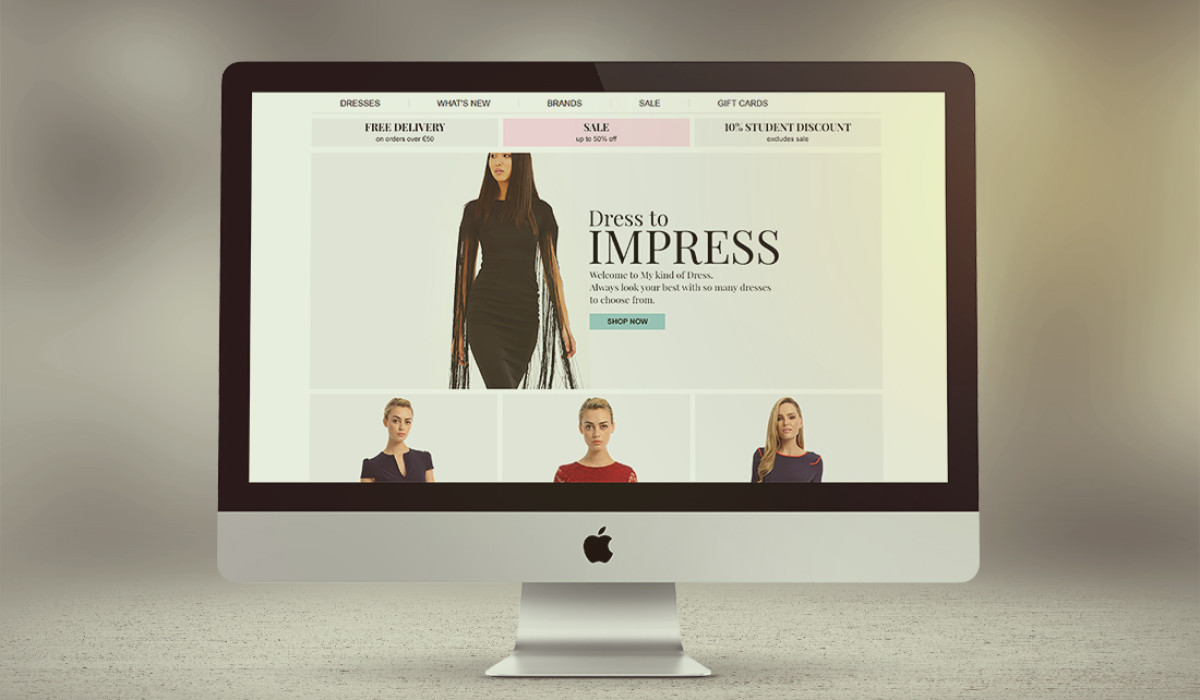 DRESSES WHAT'S NEW BRANDS SALE GIFT CARDS
FREE DELIVERY
on orders over €50
SALE
up to 50% off
10% STUDENT DISCOUNT
excludes sale
Dress to
IMPRESS
Welcome to My kind of Dress.
Always look your best with so many dresses
to choose from.
SHOP NOW